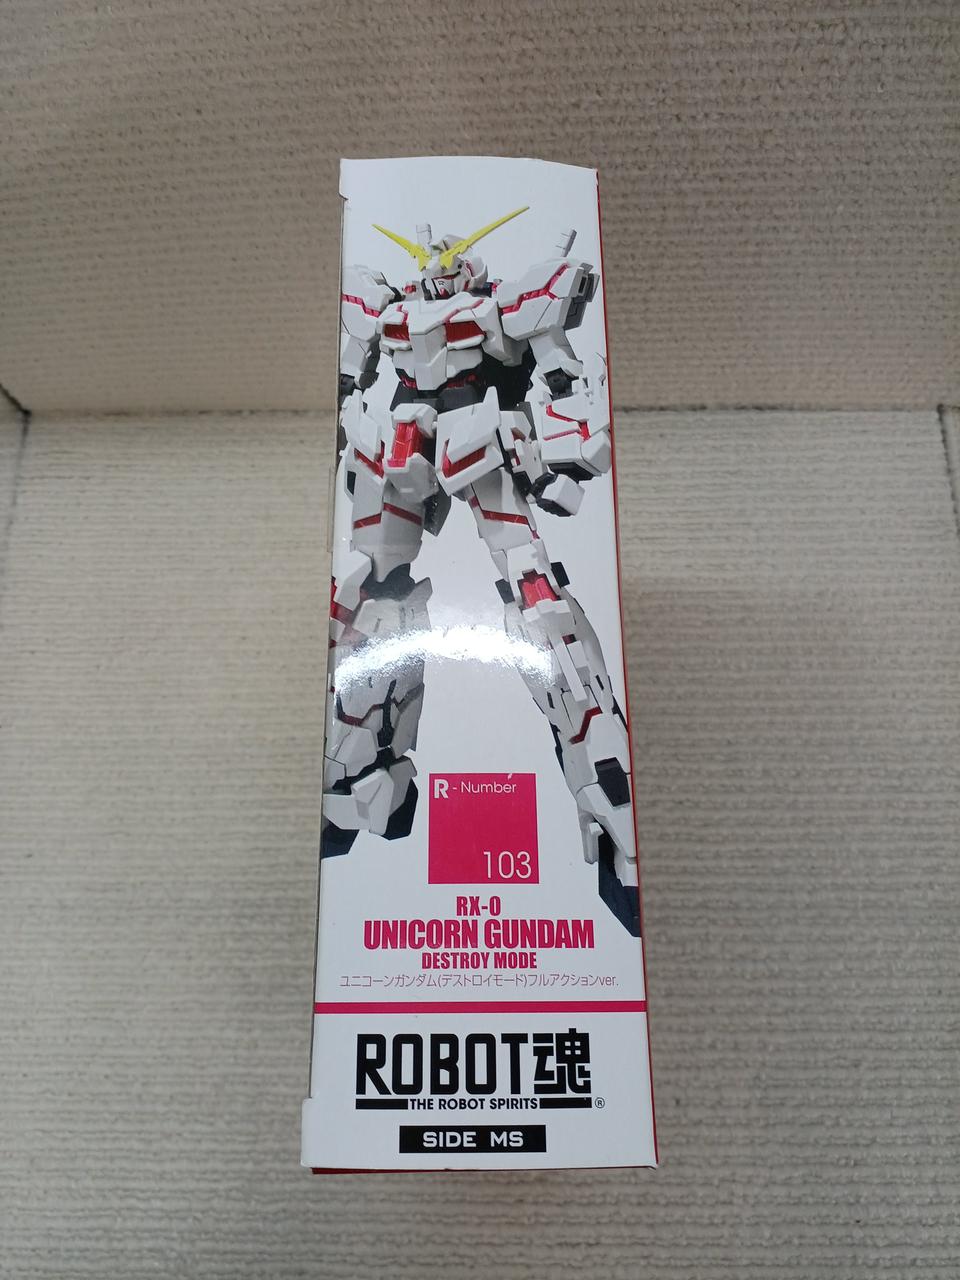 R - Number
103
RX-0
UNICORN GUNDAM
DESTROY MODE
ユニコーンガンダム(デストロイモード)フルアクションver.
ROBOT魂
THE ROBOT SPIRITS ®
SIDE MS